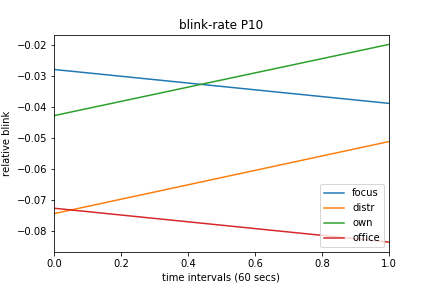 blink-rate P10
relative blink
−0.02
−0.03
−0.04
−0.05
−0.06
−0.07
−0.08
focus
distr
own
office
0.0 0.2 0.4 0.6 0.8 1.0
time intervals (60 secs)